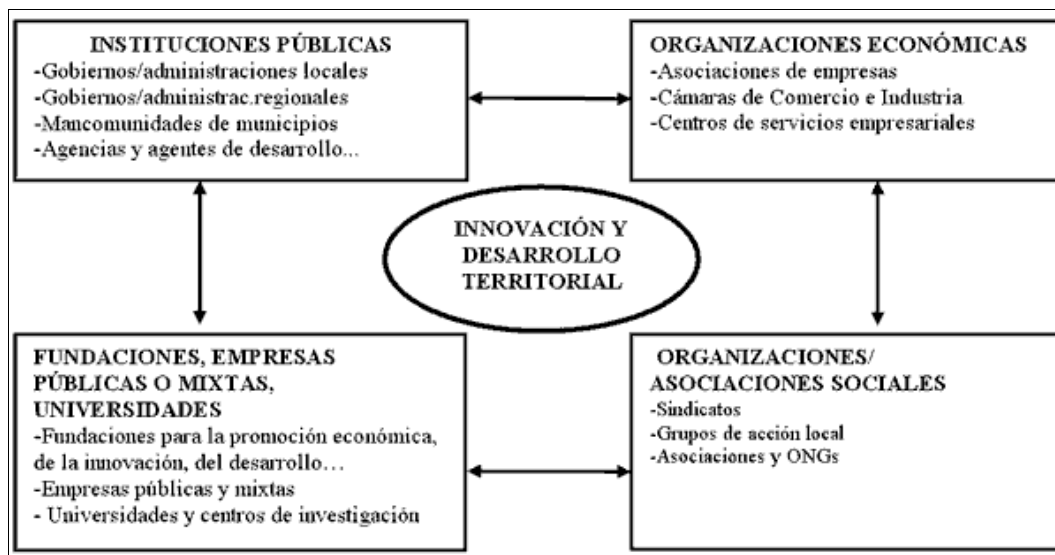 INSTITUCIONES PÚBLICAS
-Gobiernos/administraciones locales
-Gobiernos/administrac.regionales
-Mancomunidades de municipios
-Agencias y agentes de desarrollo...
ORGANIZACIONES ECONÓMICAS
-Asociaciones de empresas
-Cámaras de Comercio e Industria
-Centros de servicios empresariales
INNOVACIÓN Y
DESARROLLO
TERRITORIAL
FUNDACIONES, EMPRESAS
PÚBLICAS O MIXTAS,
UNIVERSIDADES
-Fundaciones para la promoción económica,
de la innovación, del desarrollo…
-Empresas públicas y mixtas
- Universidades y centros de investigación
ORGANIZACIONES/
ASOCIACIONES SOCIALES
-Sindicatos
-Grupos de acción local
-Asociaciones y ONGs